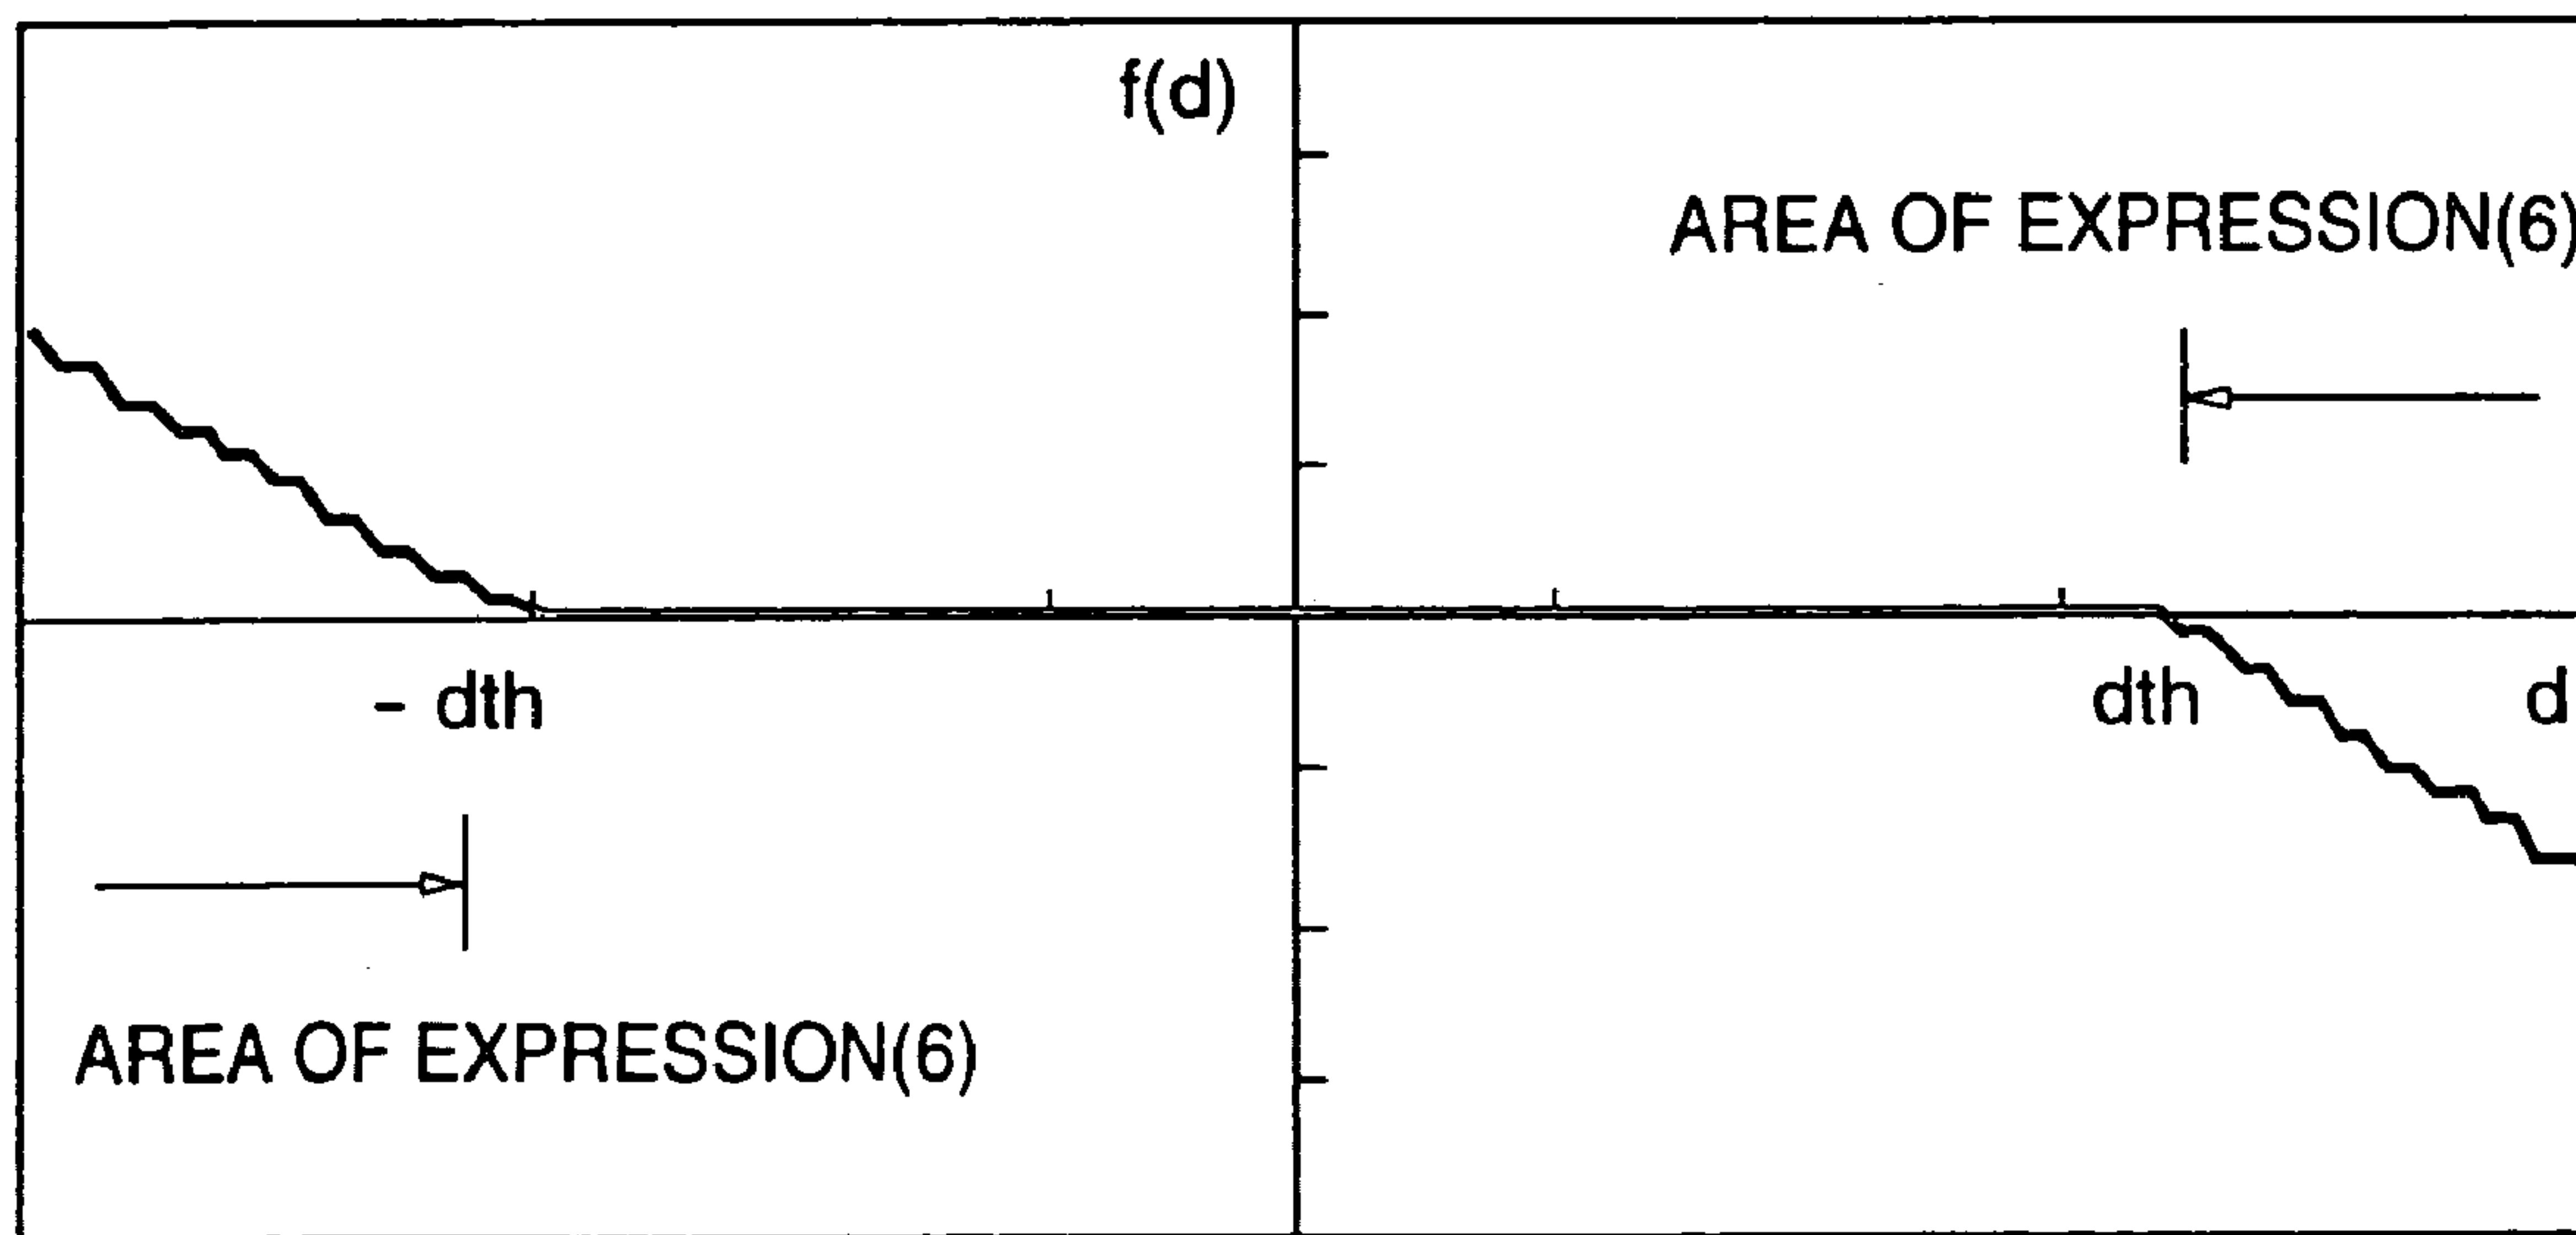 f(d)
AREA OF EXPRESSION(6)
- dth
dth
d
AREA OF EXPRESSION(6)